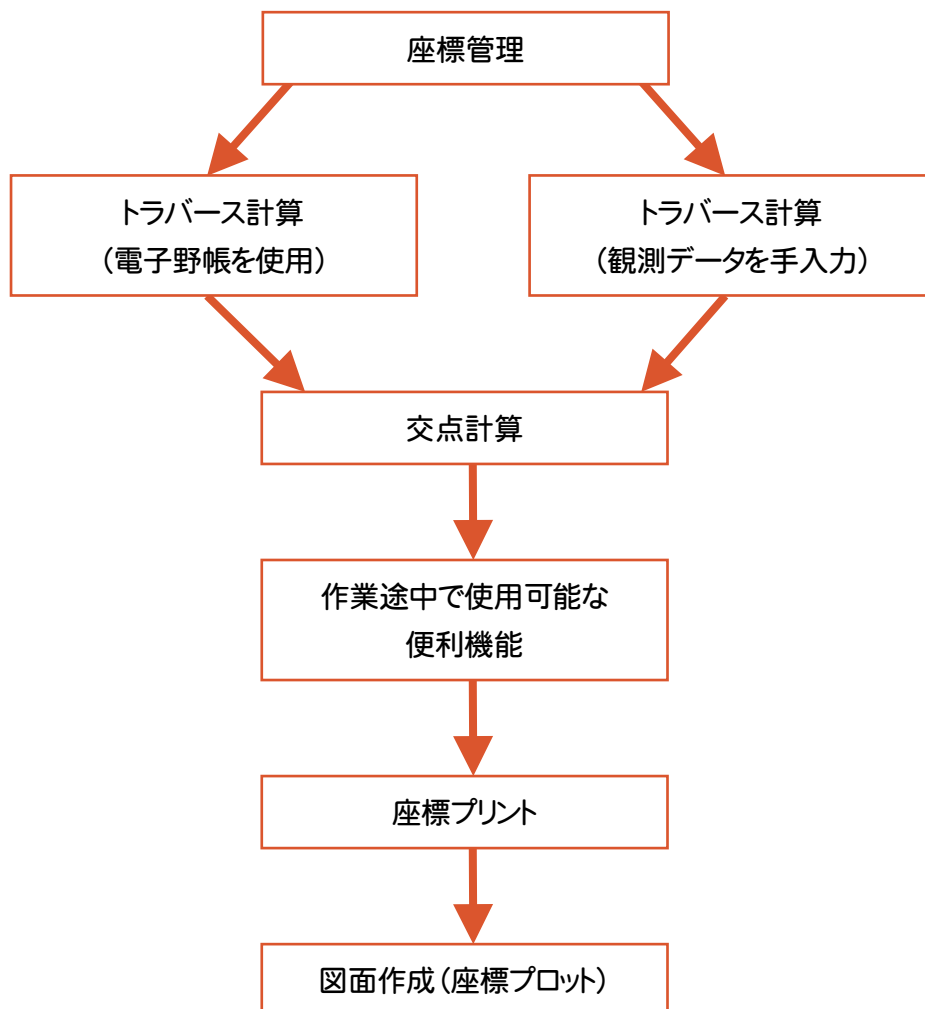 座標管理
トラバース計算
（電子野帳を使用）
トラバース計算
（観測データを手入力）
交点計算
作業途中で使用可能な
便利機能
座標プリント
図面作成（座標プロット）